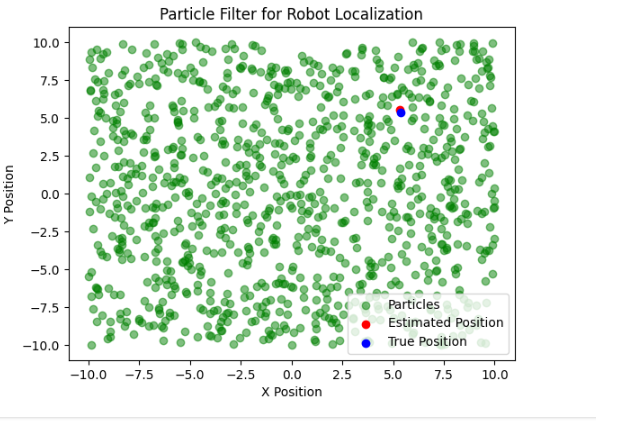 Particle Filter for Robot Localization
10.0
7.5
5.0
2.5
0.0
−2.5
−5.0
−7.5
−10.0
Y Position
Particles
Estimated Position
True Position
−10.0 −7.5 −5.0 −2.5 0.0 2.5 5.0 7.5 10.0
X Position